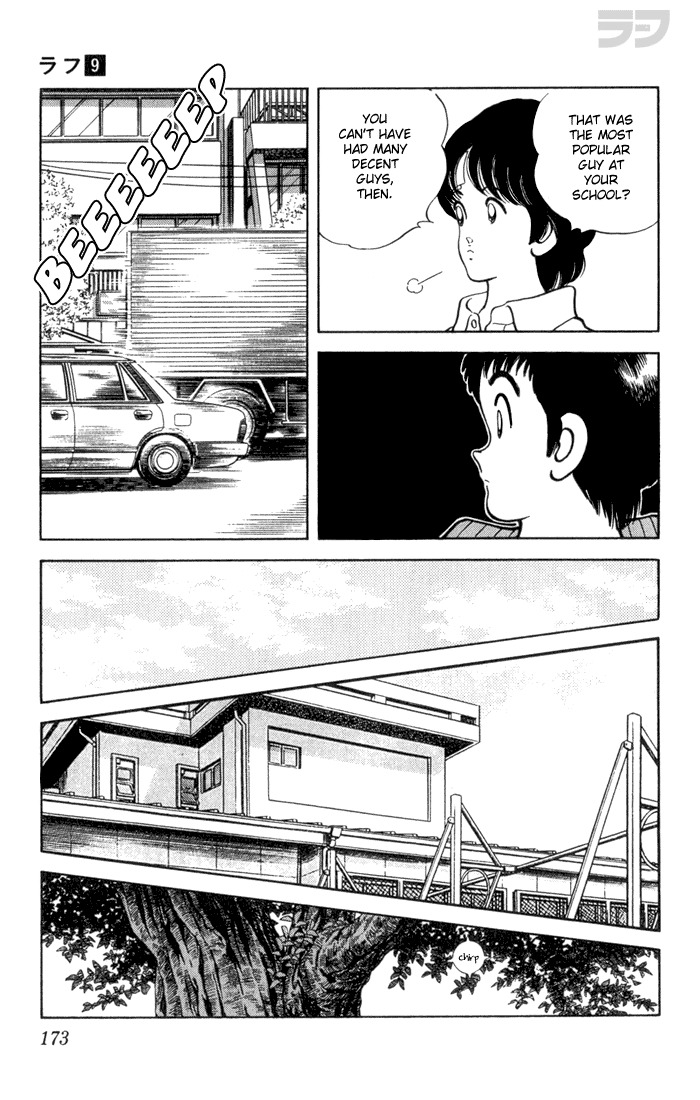 ラフ
ラフ 9
THAT WAS
THE MOST
POPULAR
GUY AT
YOUR
SCHOOL?
YOU
CAN'T HAVE
HAD MANY
DECENT
GUYS,
THEN.
BEEEEEEEP
chirp
173